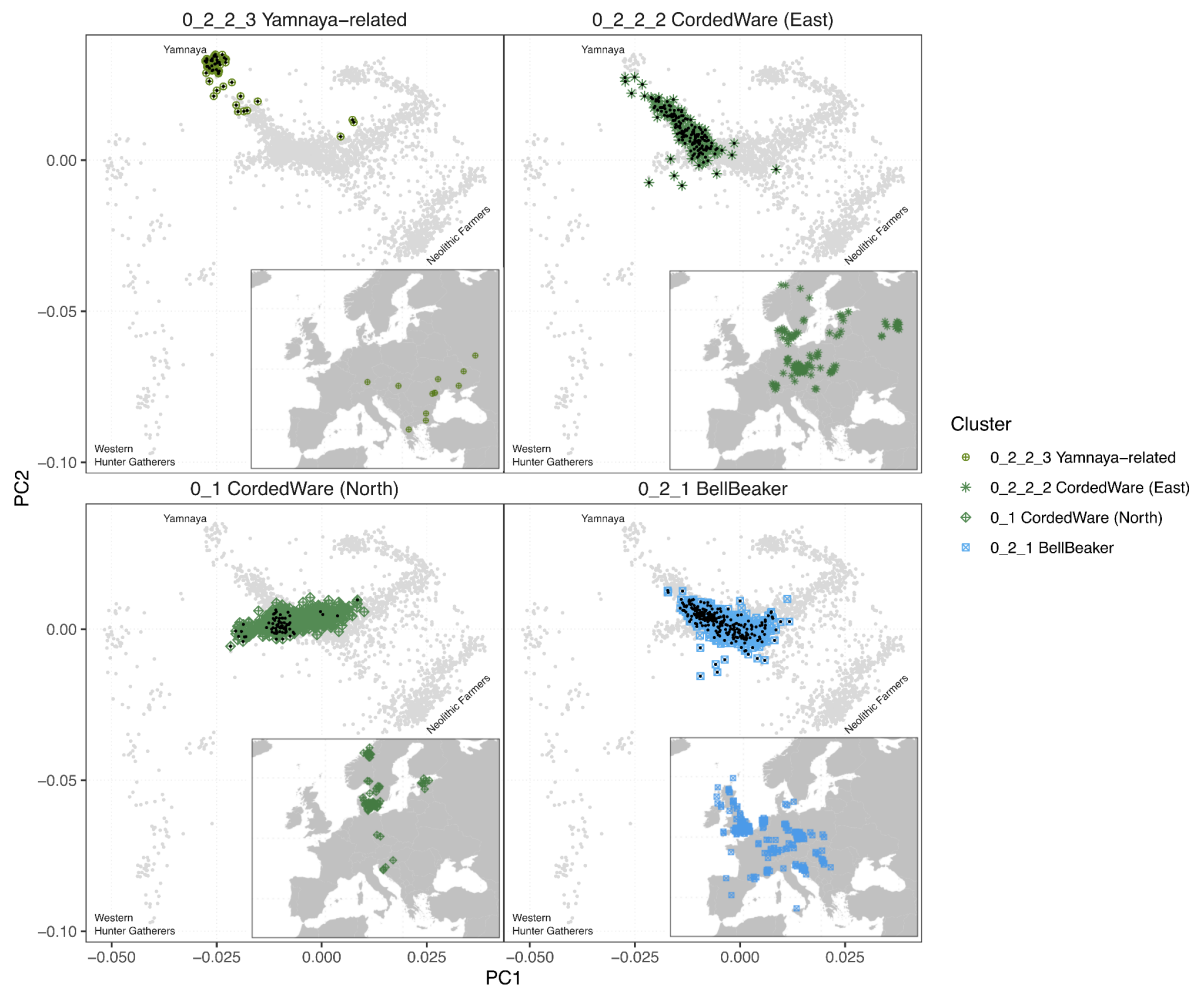 0_2_2_3 Yamnaya−related
0_2_2_2 CordedWare (East)
Yamnaya
Yamnaya
0.00
Neolithic Farmers
Neolithic Farmers
−0.05
Western
Hunter Gatherers
Western
Hunter Gatherers
−0.10
PC2
0_1 CordedWare (North)
0_2_1 BellBeaker
Yamnaya
Yamnaya
0.00
Neolithic Farmers
Neolithic Farmers
−0.05
Western
Hunter Gatherers
Western
Hunter Gatherers
−0.10
−0.050
−0.025
0.000
0.025
−0.050
−0.025
0.000
0.025
PC1
Cluster
0_2_2_3 Yamnaya−related
0_2_2_2 CordedWare (East)
0_1 CordedWare (North)
0_2_1 BellBeaker